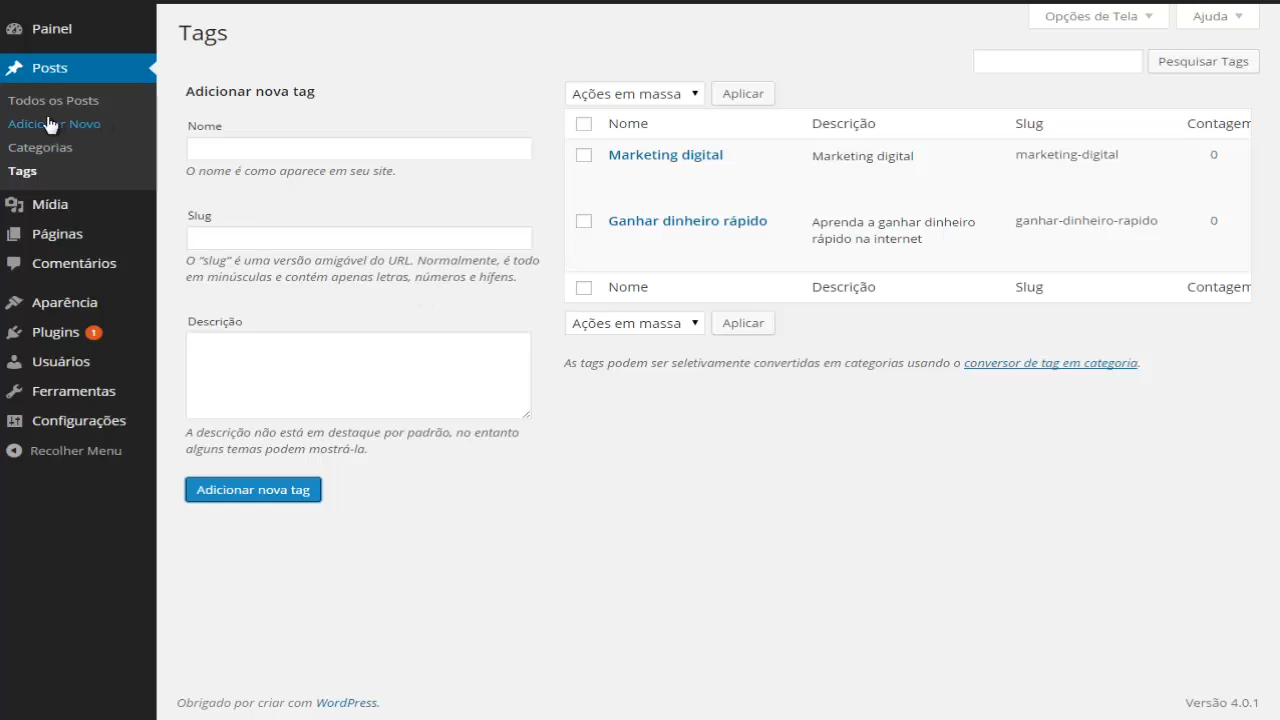 Painel
Posts
Todos os Posts
Adicionar Novo
Categorias
Tags
Mídia
Páginas
Comentários
Aparência
Plugins 1
Usuários
Ferramentas
Configurações
Recolher Menu
Opções de Tela
Ajuda
Tags
Pesquisar Tags
Adicionar nova tag
Nome
O nome é como aparece em seu site.
Slug
O “slug” é uma versão amigável do URL. Normalmente, é todo
em minúsculas e contém apenas letras, números e hífens.
Descrição
A descrição não está em destaque por padrão, no entanto
alguns temas podem mostrá-la.
Adicionar nova tag
Ações em massa Aplicar
Nome Descrição Slug Contagem
Marketing digital Marketing digital marketing-digital 0
Ganhar dinheiro rápido Aprenda a ganhar dinheiro ganhar-dinheiro-rapido 0
rápido na internet
Nome Descrição Slug Contagem
Ações em massa Aplicar
As tags podem ser seletivamente convertidas em categorias usando o conversor de tag em categoria.
Obrigado por criar com WordPress.
Versão 4.0.1